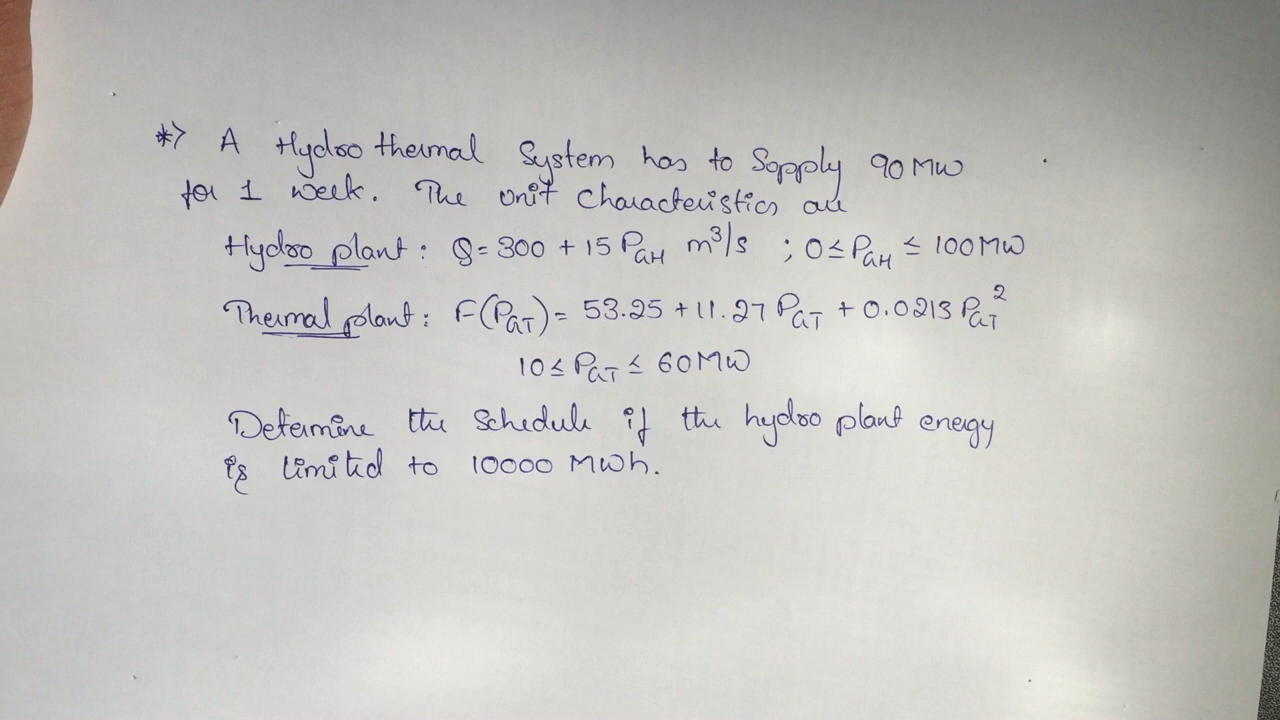 *> A Hydro thermal System has to Sopply 90 MW
for 1 week. The unit characteristics are
Hydro plant : Q = 300 + 15 P_GH m³/s ; 0 ≤ P_GH ≤ 100 MW
Thermal plant : F(P_GT) = 53.25 + 11.27 P_GT + 0.0213 P_GT²
10 ≤ P_GT ≤ 60 MW
Determine the Schedule if the hydro plant energy
is limited to 10000 MWh.